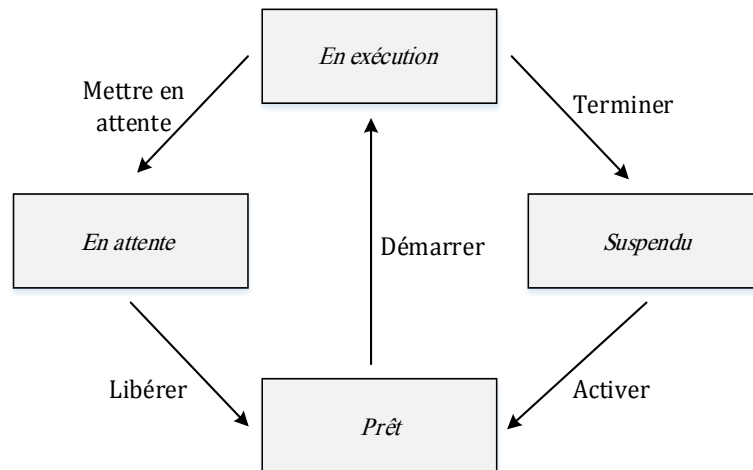 En exécution
Mettre en
attente
Terminer
En attente
Démarrer
Suspendu
Libérer
Activer
Prêt